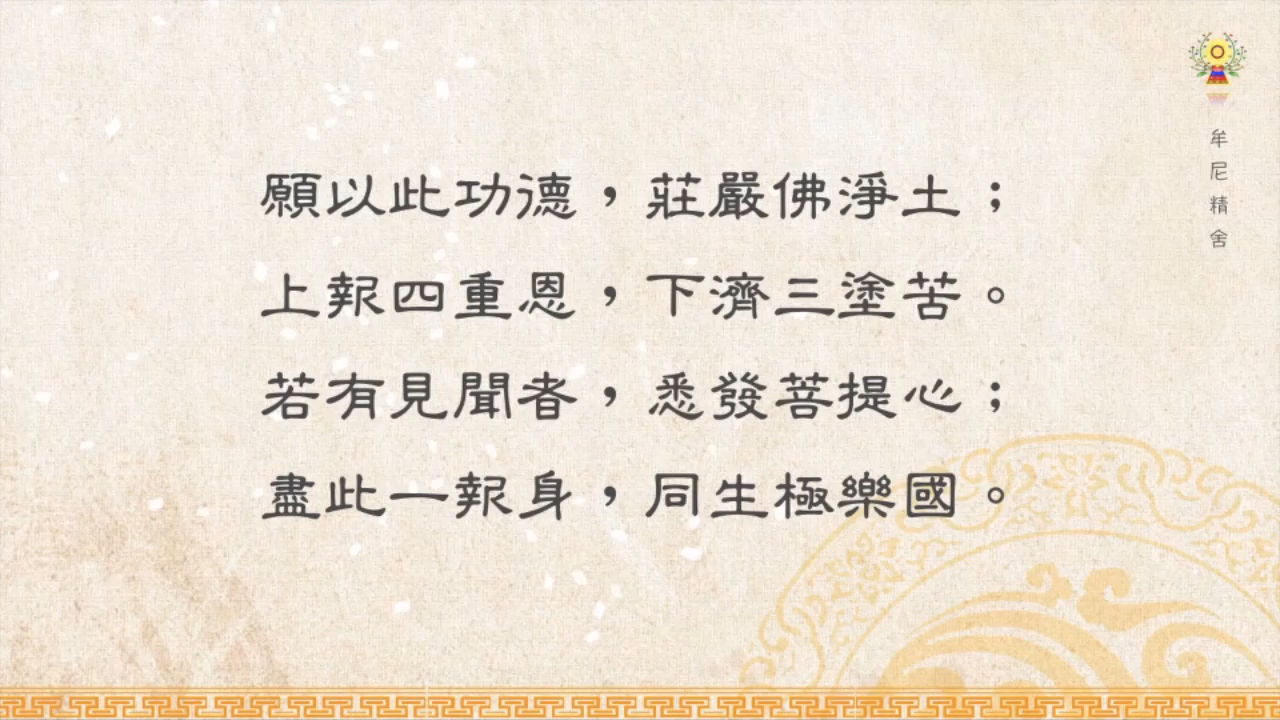 願以此功德，莊嚴佛淨土；
上報四重恩，下濟三塗苦。
若有見聞者，悉發菩提心；
盡此一報身，同生極樂國。
牟尼精舍